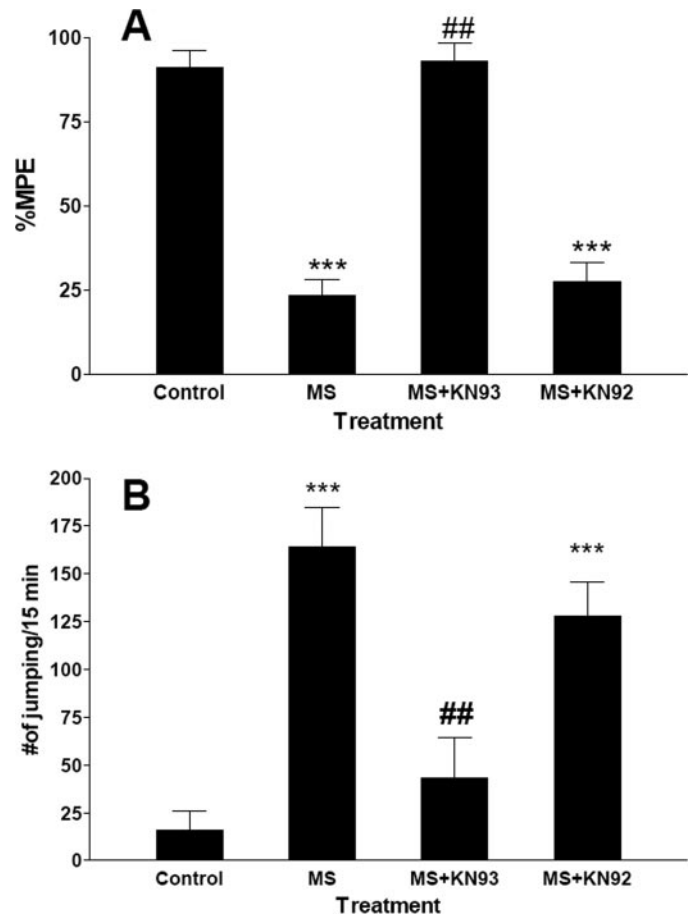 A
##
100
75
50
25
0
%MPE
***
***
Control MS MS+KN93 MS+KN92
Treatment
B
200
175
150
125
100
75
50
25
0
#of jumping/15 min
***
***
##
Control MS MS+KN93 MS+KN92
Treatment